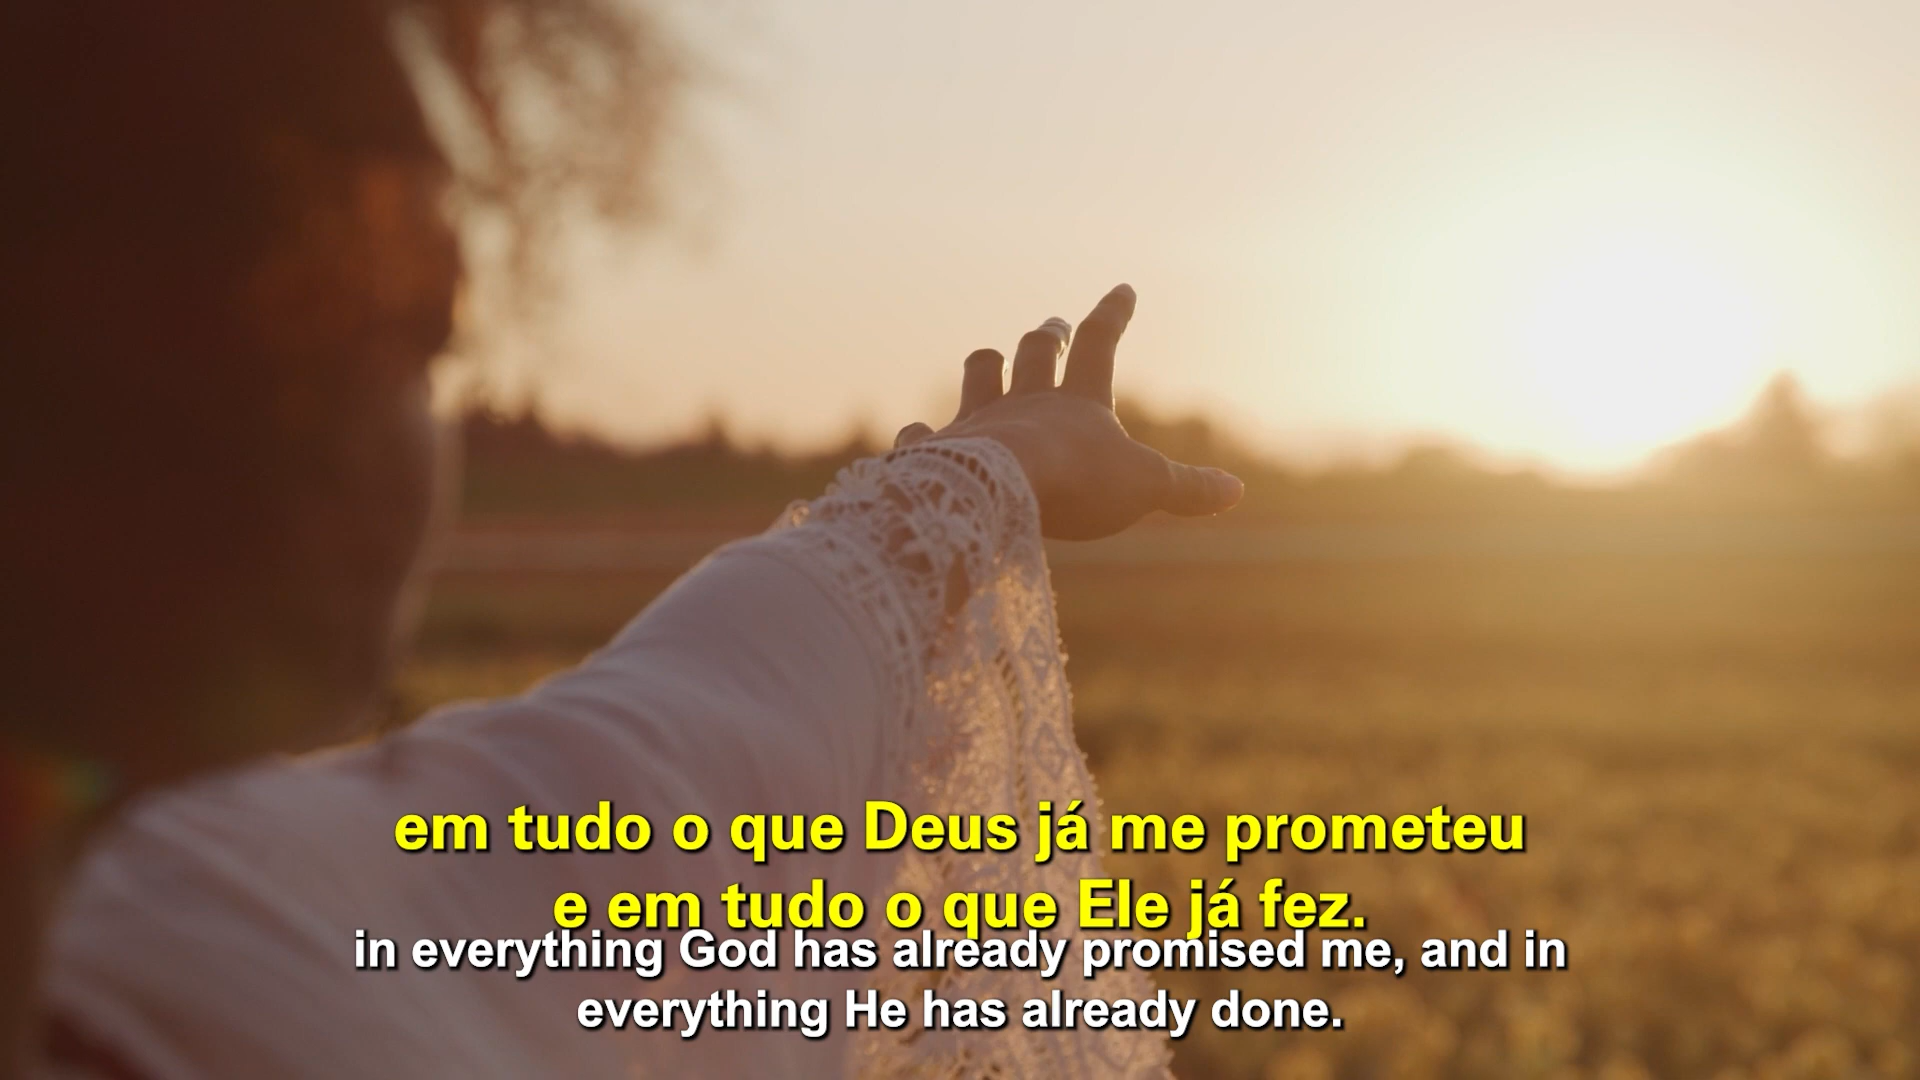 em tudo o que Deus já me prometeu
e em tudo o que Ele já fez.
in everything God has already promised me, and in
everything He has already done.